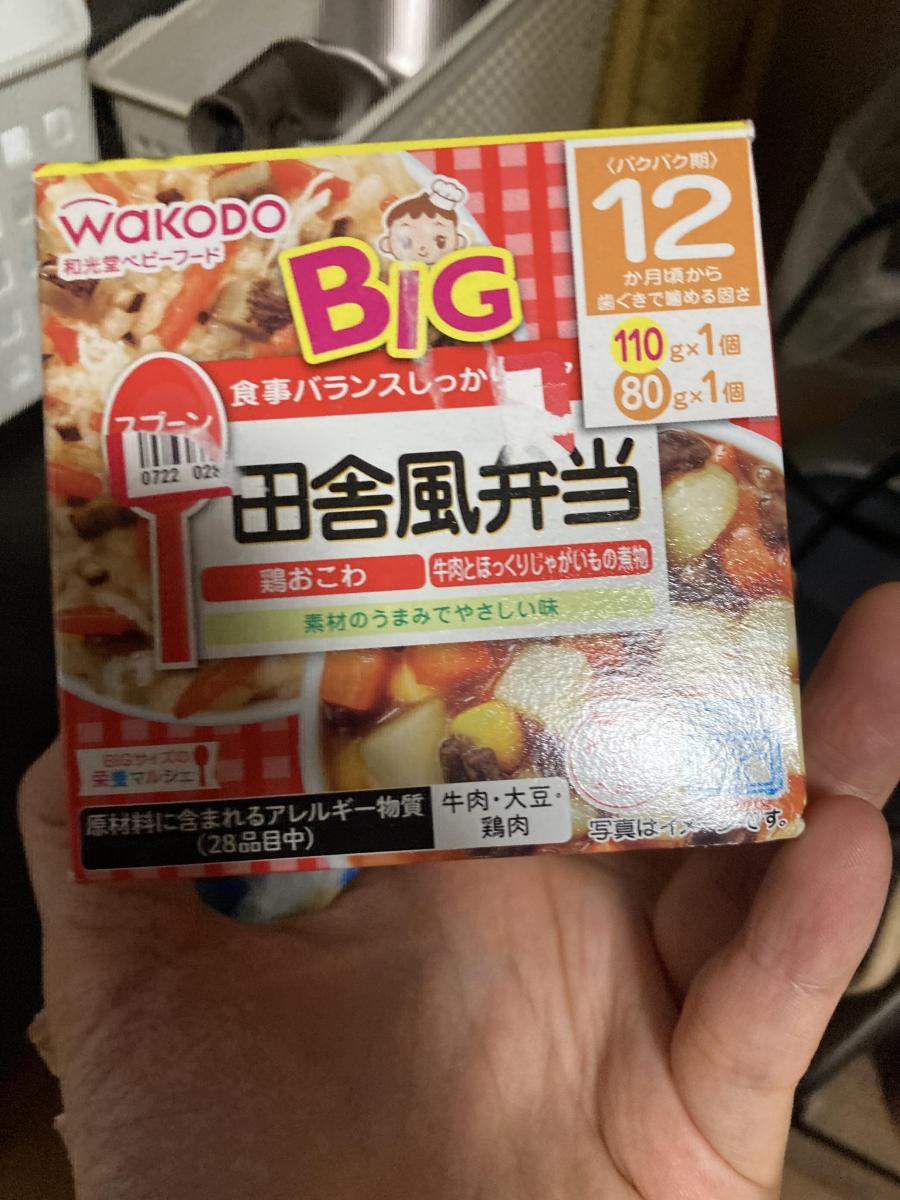 WAKODO
和光堂ベビーフード
BIG
〈パクパク期〉
12
か月頃から
歯ぐきで噛める固さ
110g×1個
80g×1個
食事バランスしっかり
スプーン
0722 028
田舎風弁当
鶏おこわ
牛肉とほっくりじゃがいもの煮物
素材のうまみでやさしい味
BIGサイズの
栄養マルシェ
原材料に含まれるアレルギー物質
(28品目中)
牛肉・大豆・
鶏肉
写真はイメージです。